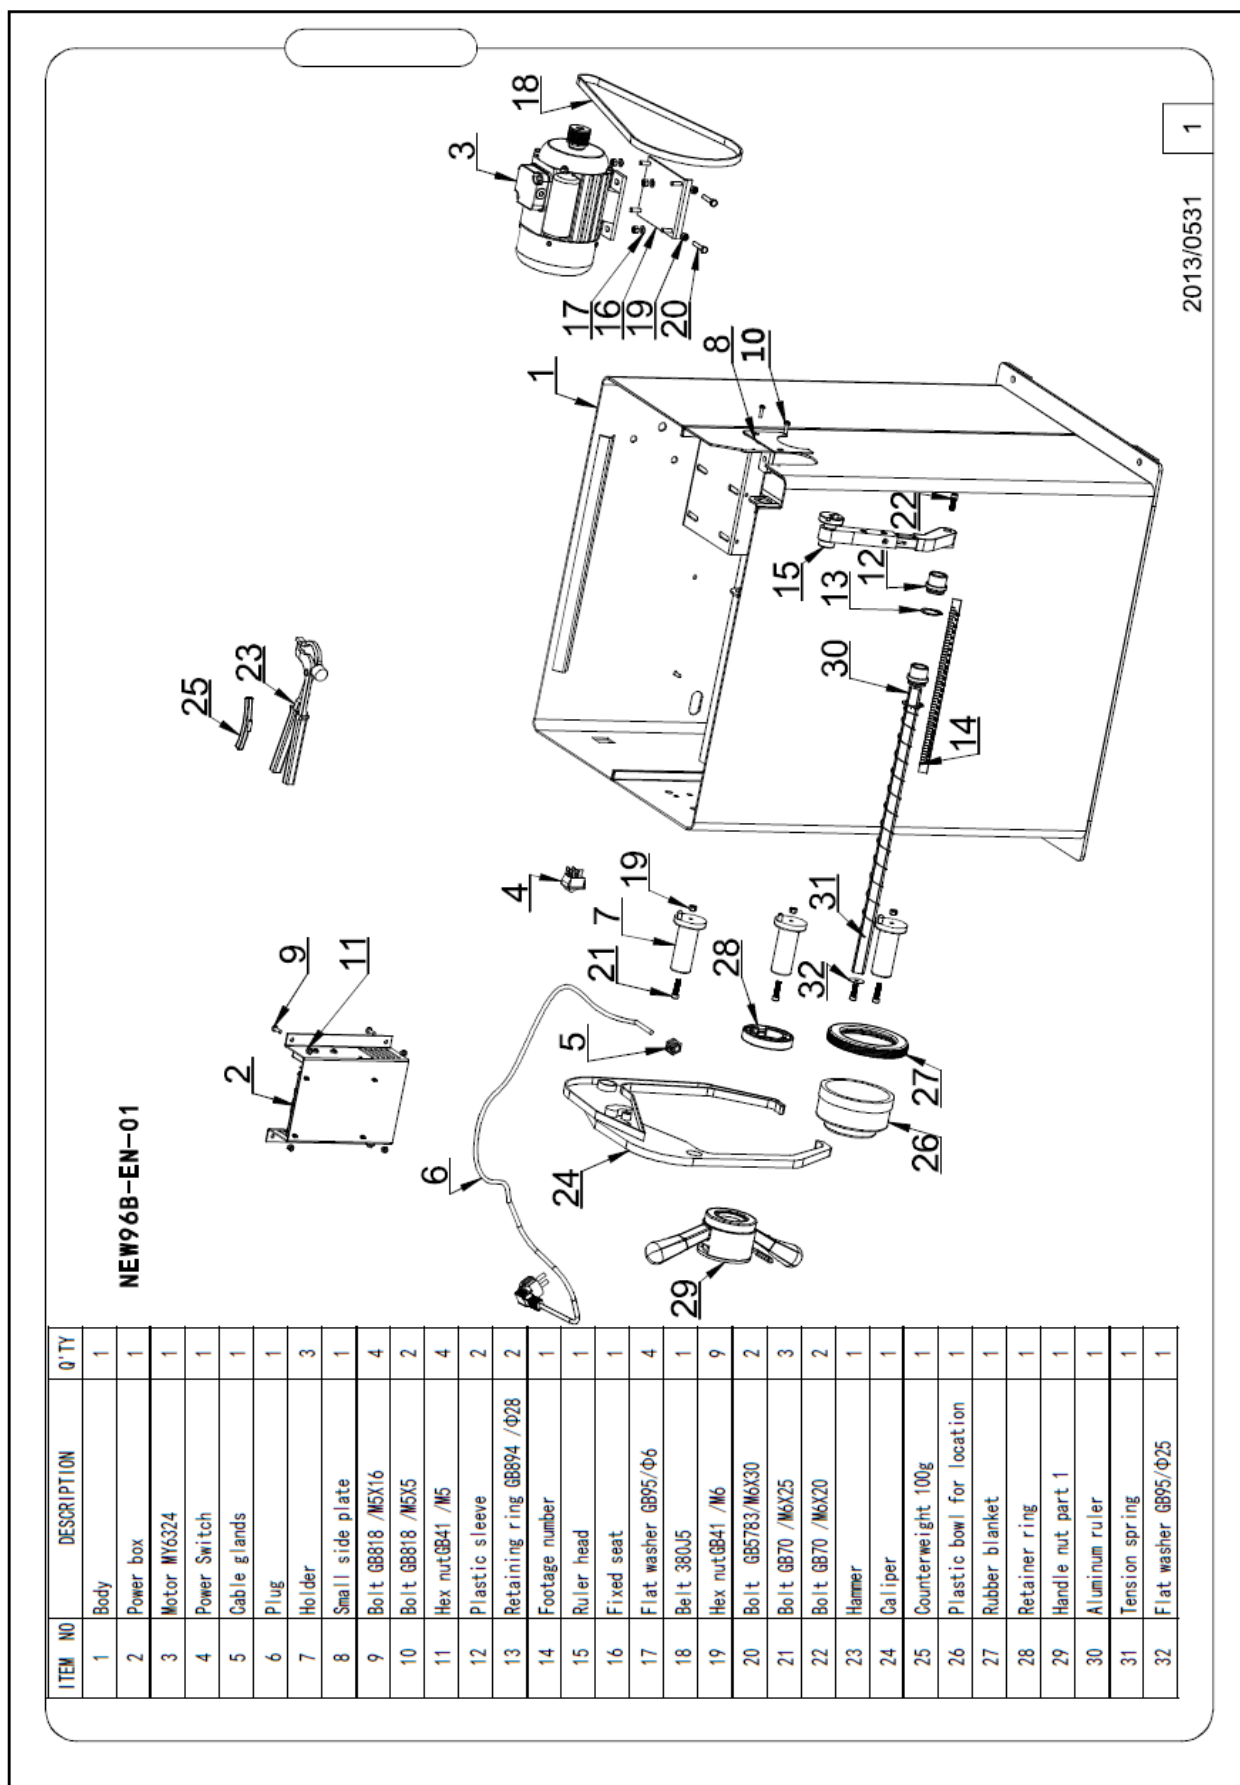 NEW96B-EN-01
ITEM NO DESCRIPTION Q'TY
1 Body 1
2 Power box 1
3 Motor MY6324 1
4 Power Switch 1
5 Cable glands 1
6 Plug 1
7 Holder 3
8 Small side plate 1
9 Bolt GB818 /M5X16 4
10 Bolt GB818 /M5X5 2
11 Hex nutGB41 /M5 4
12 Plastic sleeve 2
13 Retaining ring GB894 /Φ28 2
14 Footage number 1
15 Ruler head 1
16 Fixed seat 1
17 Flat washer GB95/Φ6 4
18 Belt 380J5 1
19 Hex nutGB41 /M6 9
20 Bolt GB5783/M6X30 2
21 Bolt GB70 /M6X25 3
22 Bolt GB70 /M6X20 2
23 Hammer 1
24 Caliper 1
25 Counterweight 100g 1
26 Plastic bowl for location 1
27 Rubber blanket 1
28 Retainer ring 1
29 Handle nut part 1 1
30 Aluminum ruler 1
31 Tension spring 1
32 Flat washer GB95/Φ25 1
2
9
11
25
23
6
4
5
21
7
19
3
18
17
16
19
20
1
8
10
24
28
29
26
27
32
31
30
14
13
12
15
22
2013/0531
1